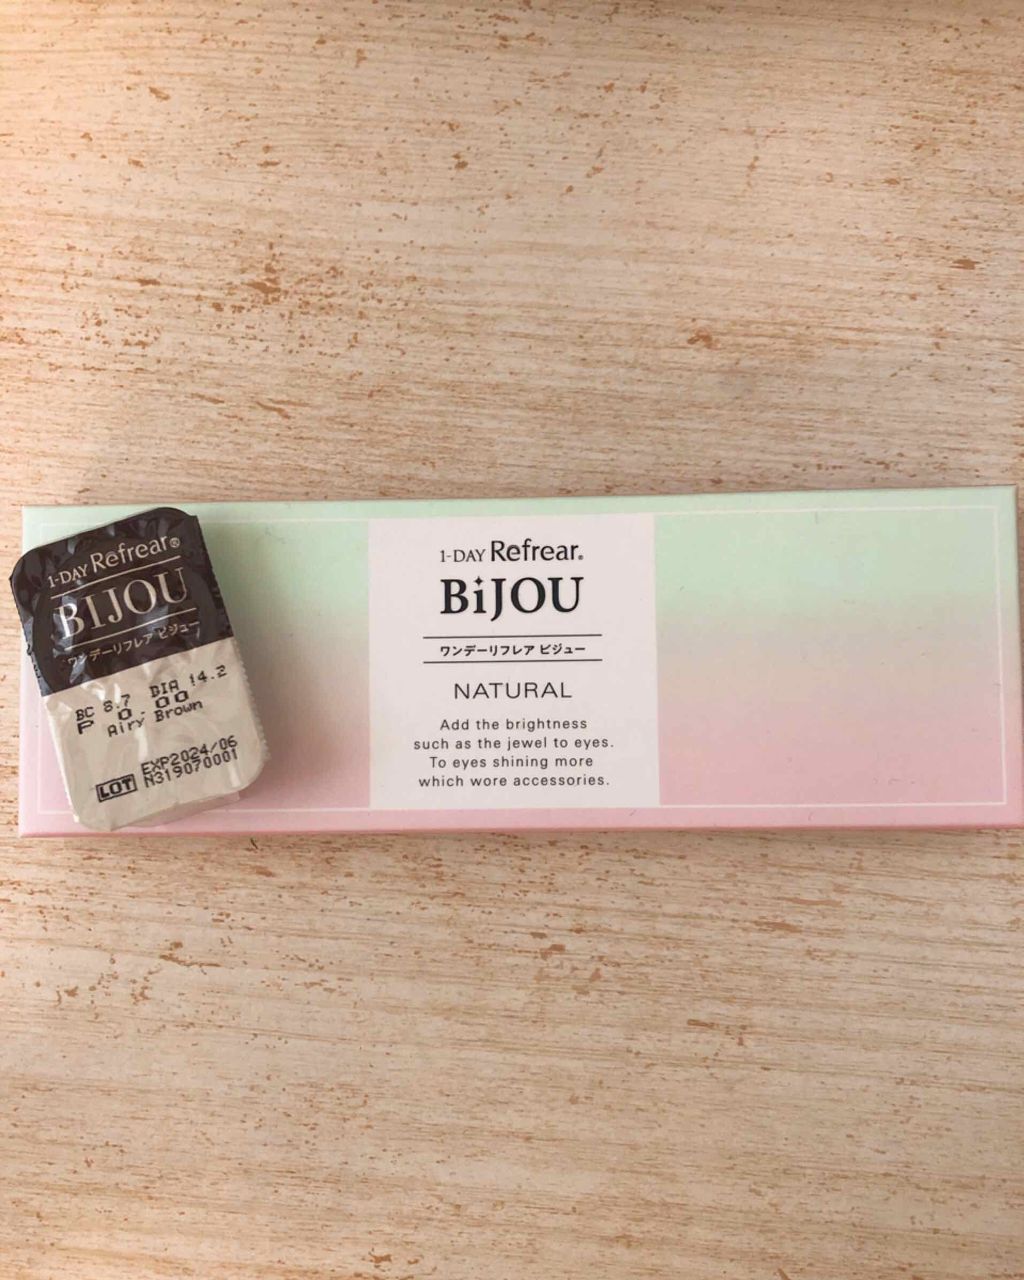 1-DAY Refrear®
BIJOU
ワンデーリフレア ビジュー
BC 8.7 DIA 14.2
P 0.00
Airy Brown
LOT
EXP2024/06
N319070001
1-DAY Refrear®
BiJOU
ワンデーリフレア ビジュー
NATURAL
Add the brightness
such as the jewel to eyes.
To eyes shining more
which wore accessories.